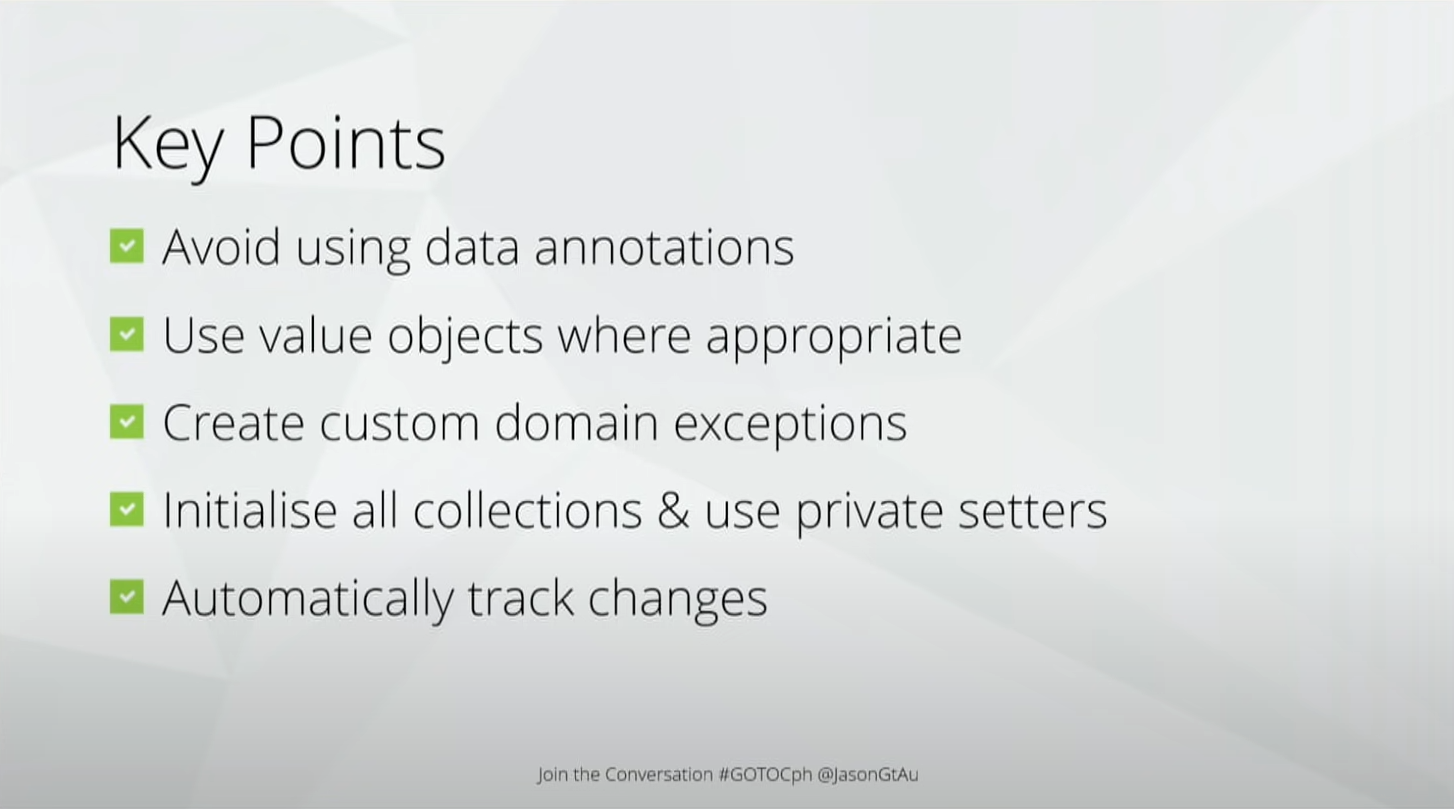 Key Points
Avoid using data annotations
Use value objects where appropriate
Create custom domain exceptions
Initialise all collections & use private setters
Automatically track changes
Join the Conversation #GOTOCph @JasonGtAu